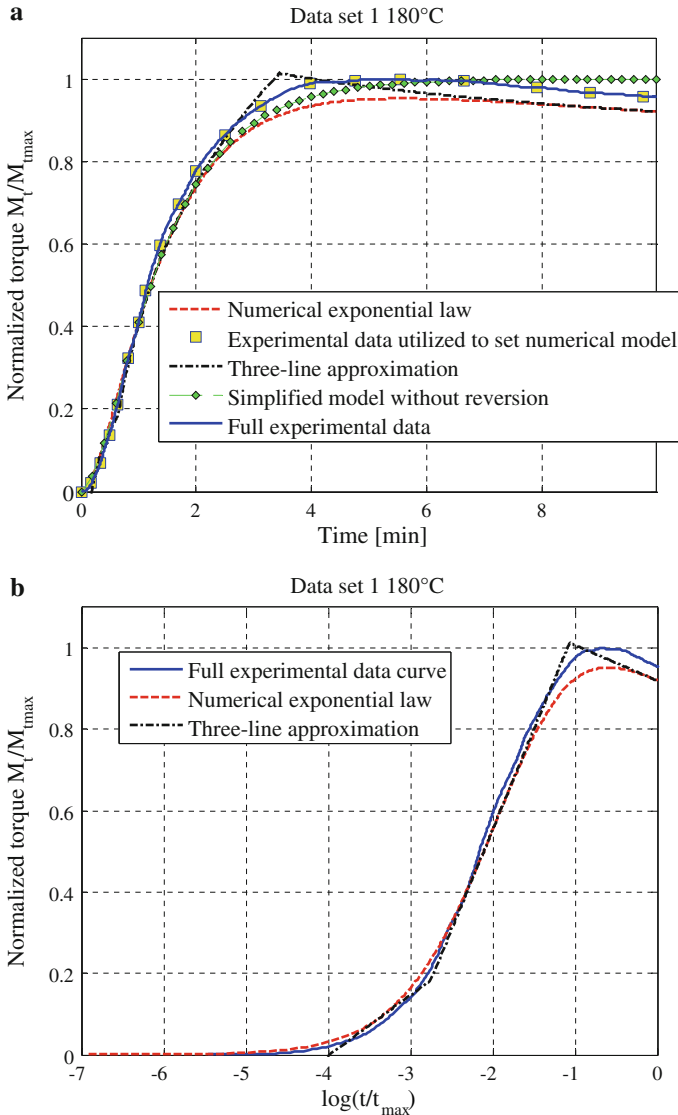 a
Data set 1 180°C
Normalized torque Mt/Mtmax
1
0.8
0.6
0.4
0.2
0
0 2 4 6 8
Time [min]
Numerical exponential law
Experimental data utilized to set numerical model
Three-line approximation
Simplified model without reversion
Full experimental data
b
Data set 1 180°C
Normalized torque Mt/Mtmax
1
0.8
0.6
0.4
0.2
0
-7 -6 -5 -4 -3 -2 -1 0
log(t/tmax)
Full experimental data curve
Numerical exponential law
Three-line approximation